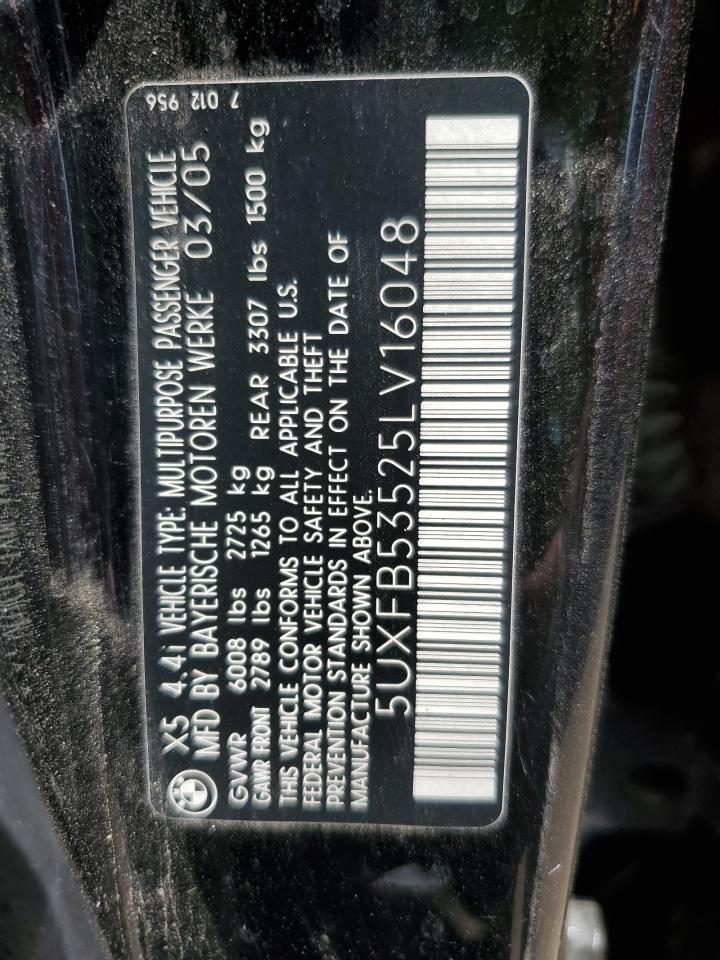 X5 4.4i VEHICLE TYPE: MULTIPURPOSE PASSENGER VEHICLE
MFD BY BAYERISCHE MOTOREN WERKE 03/05
GVWR 6008 lbs 2725 kg
GAWR FRONT 2789 lbs 1265 kg REAR 3307 lbs 1500 kg
THIS VEHICLE CONFORMS TO ALL APPLICABLE U.S.
FEDERAL MOTOR VEHICLE SAFETY AND THEFT
PREVENTION STANDARDS IN EFFECT ON THE DATE OF
MANUFACTURE SHOWN ABOVE.
5UXFB53525LV16048
7 012 956